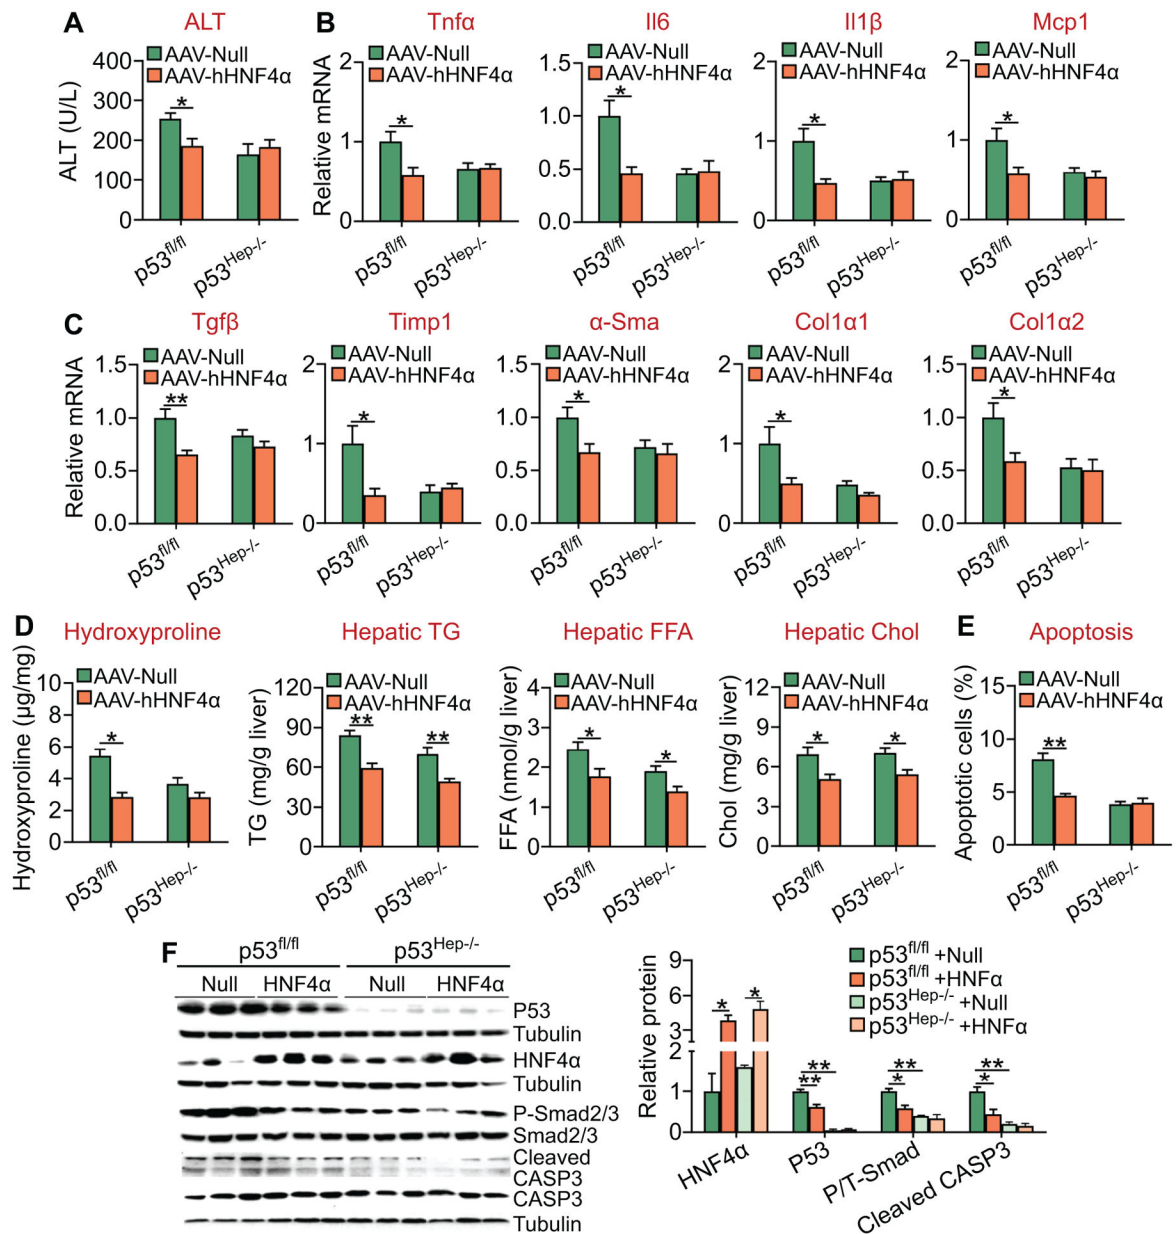 A
ALT
AAV-Null
AAV-hHNF4α
ALT (U/L)
400
300
200
100
0
*
p53fl/fl
p53Hep-/-
B
Tnfα
AAV-Null
AAV-hHNF4α
Relative mRNA
2
1
0
*
p53fl/fl
p53Hep-/-
Il6
AAV-Null
AAV-hHNF4α
1.5
1.0
0.5
0.0
*
p53fl/fl
p53Hep-/-
Il1β
AAV-Null
AAV-hHNF4α
2
1
0
*
p53fl/fl
p53Hep-/-
Mcp1
AAV-Null
AAV-hHNF4α
2
1
0
*
p53fl/fl
p53Hep-/-
C
Tgfβ
AAV-Null
AAV-hHNF4α
Relative mRNA
1.5
1.0
0.5
0.0
**
p53fl/fl
p53Hep-/-
Timp1
AAV-Null
AAV-hHNF4α
2
1
0
*
p53fl/fl
p53Hep-/-
α-Sma
AAV-Null
AAV-hHNF4α
1.5
1.0
0.5
0.0
*
p53fl/fl
p53Hep-/-
Col1α1
AAV-Null
AAV-hHNF4α
2
1
0
*
p53fl/fl
p53Hep-/-
Col1α2
AAV-Null
AAV-hHNF4α
1.5
1.0
0.5
0.0
*
p53fl/fl
p53Hep-/-
D
Hydroxyproline
AAV-Null
AAV-hHNF4α
Hydroxyproline (µg/mg)
10
8
6
4
2
0
*
p53fl/fl
p53Hep-/-
Hepatic TG
AAV-Null
AAV-hHNF4α
TG (mg/g liver)
120
90
60
30
0
**
**
p53fl/fl
p53Hep-/-
Hepatic FFA
AAV-Null
AAV-hHNF4α
FFA (nmol/g liver)
4
3
2
1
0
*
*
p53fl/fl
p53Hep-/-
Hepatic Chol
AAV-Null
AAV-hHNF4α
Chol (mg/g liver)
12
9
6
3
0
*
*
p53fl/fl
p53Hep-/-
E
Apoptosis
AAV-Null
AAV-hHNF4α
Apoptotic cells (%)
15
10
5
0
**
p53fl/fl
p53Hep-/-
F
p53fl/fl p53Hep-/-
Null HNF4α Null HNF4α
P53
Tubulin
HNF4α
Tubulin
P-Smad2/3
Smad2/3
Cleaved
CASP3
CASP3
Tubulin
p53fl/fl +Null
p53fl/fl +HNFα
p53Hep-/- +Null
p53Hep-/- +HNFα
Relative protein
9
6
3
2
1
0
* *
** ** **
** * *
HNF4α
P53
P/T-Smad
Cleaved CASP3